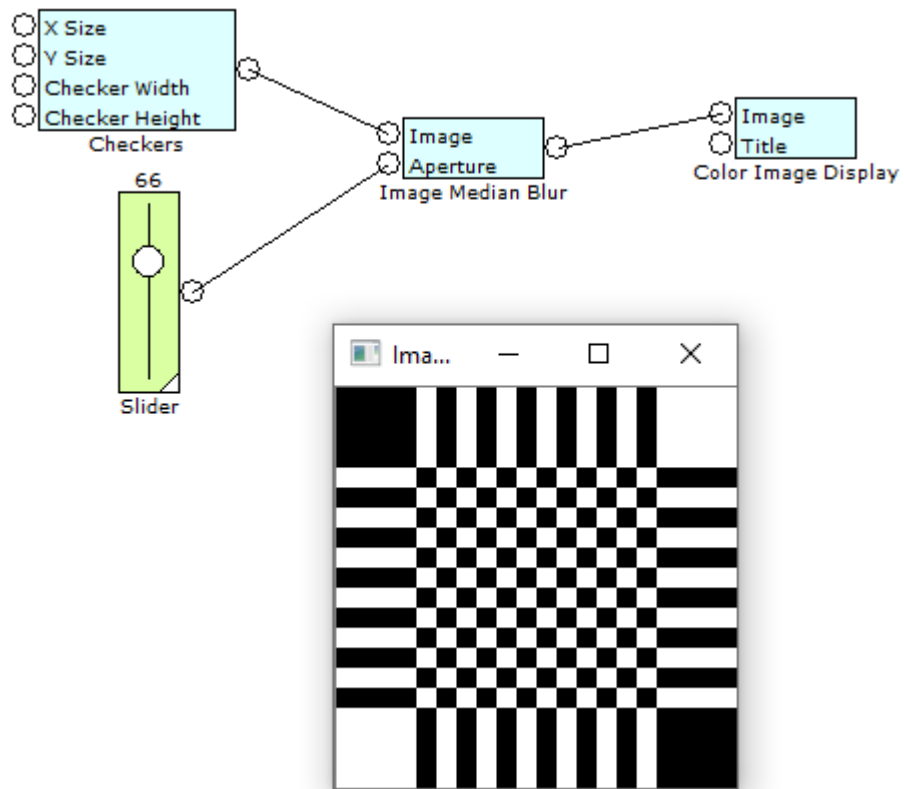 X Size
Y Size
Checker Width
Checker Height
Checkers
Image
Aperture
Image Median Blur
Image
Title
Color Image Display
66
Slider
Ima...